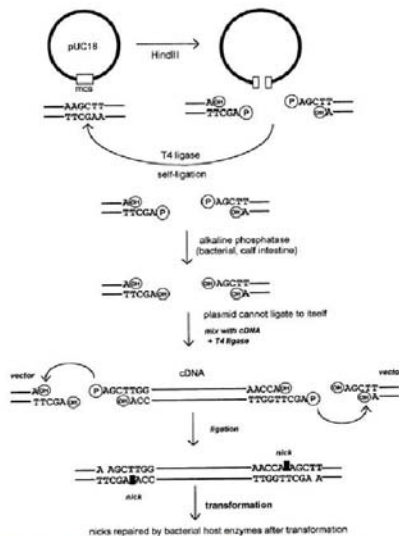 pUC18
HindIII
mcs
AAGCTT
TTCGAA
A OH
TTCGA P
P AGCTT
OH A
T4 ligase
self-ligation
A OH
TTCGA P
P AGCTT
OH A
alkaline phosphatase
(bacterial, calf intestine)
A OH
TTCGA OH
OH AGCTT
OH A
plasmid cannot ligate to itself
mix with cDNA
+ T4 ligase
vector
cDNA
vector
A OH
TTCGA OH
P AGCTTGG
OH ACC
AACCA OH
TTGGTTCGA P
OH AGCTT
OH A
ligation
nick
A AGCTTGG
TTCGA ACC
AACCA AGCTT
TTGGTTCGA A
nick
transformation
nicks repaired by bacterial host enzymes after transformation